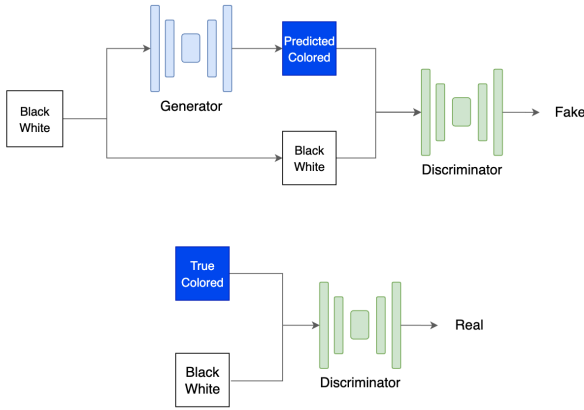 Black
White
Generator
Predicted
Colored
Black
White
Discriminator
Fake
True
Colored
Black
White
Discriminator
Real